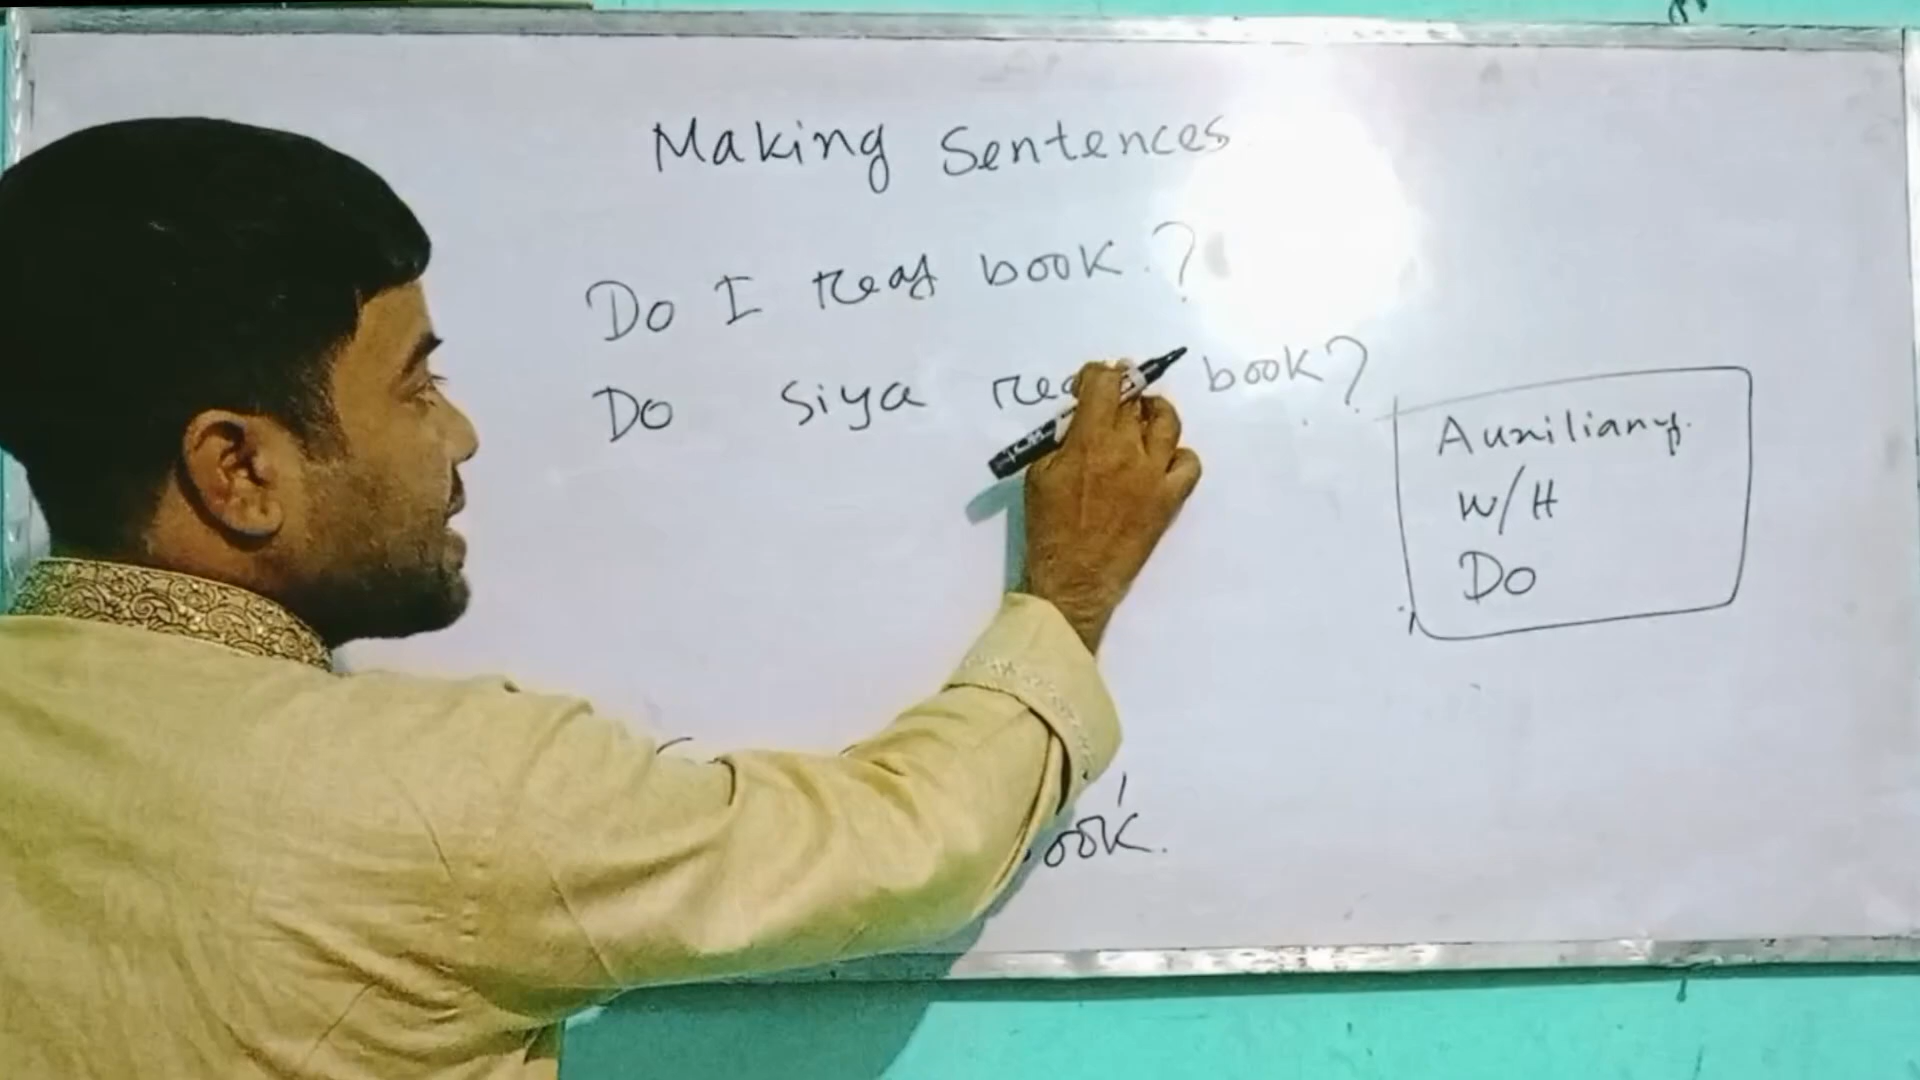 Making Sentences
Do I read book?
Do Siya book?
Auxiliary.
W/H
Do